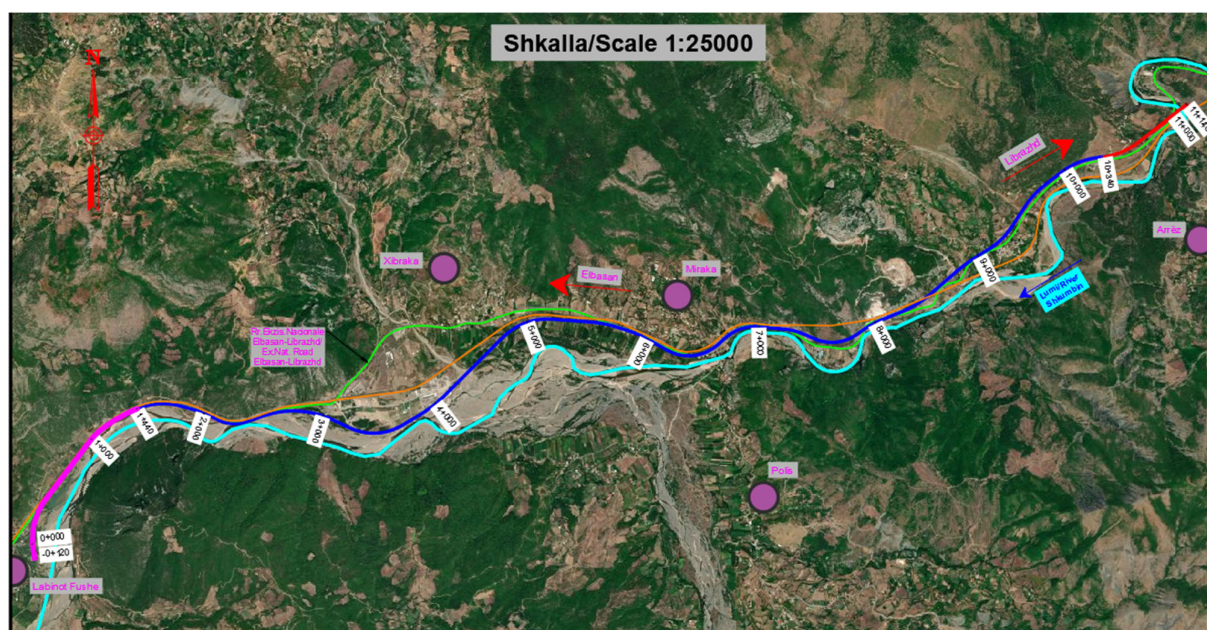 Shkalla/Scale 1:25000
N
Librazhd
11+000
10+340
10+000
Arrëz
Xibraka
Elbasan
Miraka
9+000
Lumi/River
Shkumbin
Rr.Ekzis.Nacionale
Elbasan-Librazhd/
Ex.Nat. Road
Elbasan-Librazhd
5+000
6+000
7+000
8+000
1+440
2+000
3+000
4+000
1+000
Polis
0+000
-0+120
Labinot Fushe